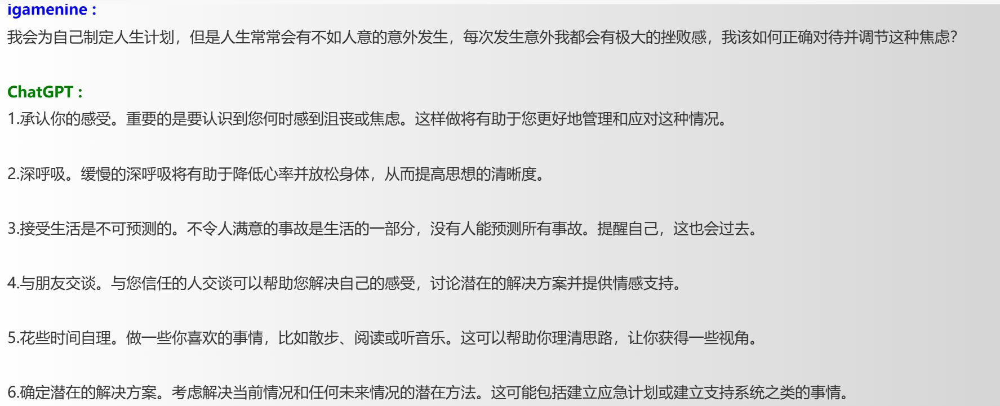 igamenine :
我会为自己制定人生计划，但是人生常常会有不如人意的意外发生，每次发生意外我都会有极大的挫败感，我该如何正确对待并调节这种焦虑？
ChatGPT :
1.承认你的感受。重要的是要认识到您何时感到沮丧或焦虑。这样做将有助于您更好地管理和应对这种情况。
2.深呼吸。缓慢的深呼吸将有助于降低心率并放松身体，从而提高思想的清晰度。
3.接受生活是不可预测的。不令人满意的事故是生活的一部分，没有人能预测所有事故。提醒自己，这也会过去。
4.与朋友交谈。与您信任的人交谈可以帮助您解决自己的感受，讨论潜在的解决方案并提供情感支持。
5.花些时间自理。做一些你喜欢的事情，比如散步、阅读或听音乐。这可以帮助你理清思路，让你获得一些视角。
6.确定潜在的解决方案。考虑解决当前情况和任何未来情况的潜在方法。这可能包括建立应急计划或建立支持系统之类的事情。